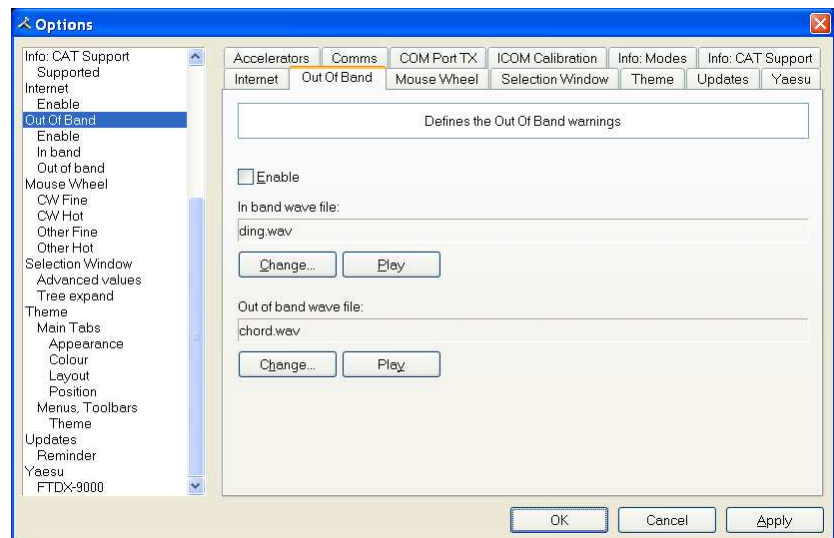 Options
Info: CAT Support
Supported
Internet
Enable
Out Of Band
Enable
In band
Out of band
Mouse Wheel
CW Fine
CW Hot
Other Fine
Other Hot
Selection Window
Advanced values
Tree expand
Theme
Main Tabs
Appearance
Colour
Layout
Position
Menus, Toolbars
Theme
Updates
Reminder
Yaesu
FTDX-9000
Accelerators Comms COM Port TX ICOM Calibration Info: Modes Info: CAT Support
Internet Out Of Band Mouse Wheel Selection Window Theme Updates Yaesu
Defines the Out Of Band warnings
Enable
In band wave file:
ding.wav
Change... Play
Out of band wave file:
chord.wav
Change... Play
OK Cancel Apply